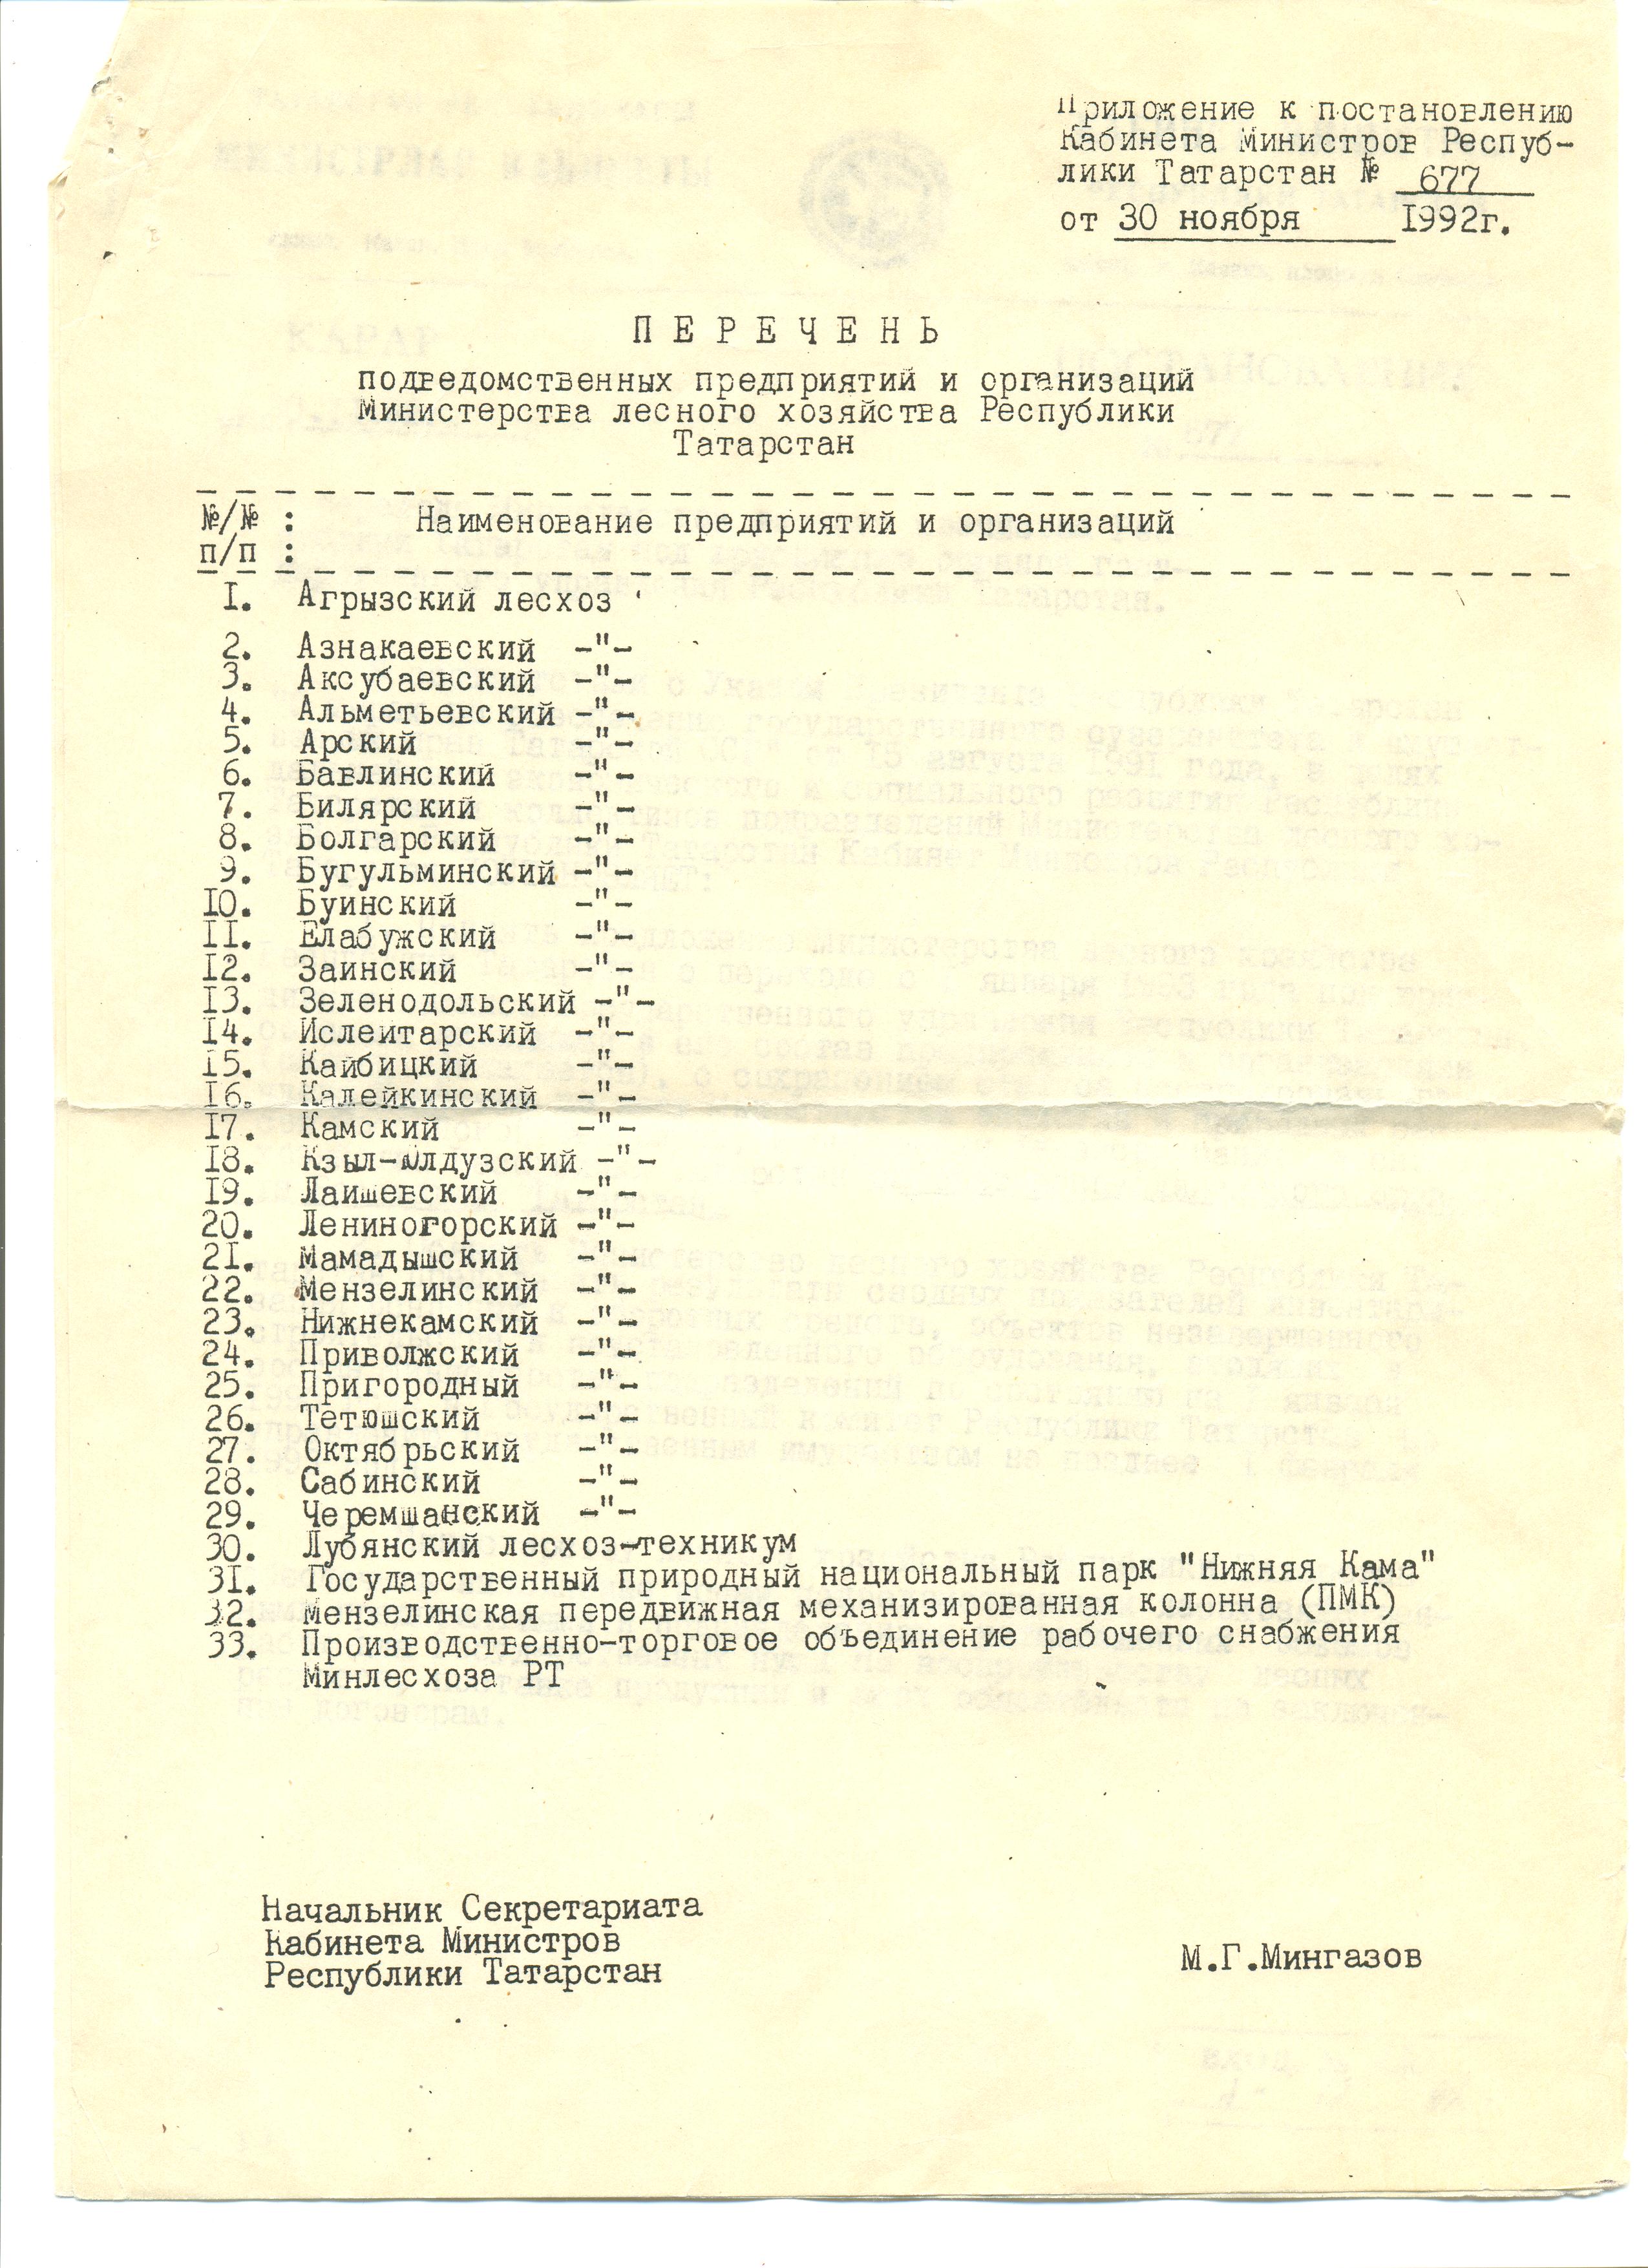 Приложение к постановлению
Кабинета Министров Респуб-
лики Татарстан № 677
от 30 ноября 1992г.
ПЕРЕЧЕНЬ
подведомственных предприятий и организаций
Министерства лесного хозяйства Республики
Татарстан
№/№ : Наименование предприятий и организаций
п/п :
I. Агрызский лесхоз
2. Азнакаевский -"-
3. Аксубаевский -"-
4. Альметьевский -"-
5. Арский -"-
6. Бавлинский -"-
7. Билярский -"-
8. Болгарский -"-
9. Бугульминский -"-
I0. Буинский -"-
II. Елабужский -"-
I2. Заинский -"-
I3. Зеленодольский -"-
I4. Ислеитарский -"-
I5. Кайбицкий -"-
I6. Калейкинский -"-
I7. Камский -"-
I8. Кзыл-Юлдузский -"-
I9. Лаишевский -"-
20. Лениногорский -"-
2I. Мамадышский -"-
22. Мензелинский -"-
23. Нижнекамский -"-
24. Приволжский -"-
25. Пригородный -"-
26. Тетюшский -"-
27. Октябрьский -"-
28. Сабинский -"-
29. Черемшанский -"-
30. Лубянский лесхоз-техникум
3I. Государственный природный национальный парк "Нижняя Кама"
32. Мензелинская передвижная механизированная колонна (ПМК)
33. Производственно-торговое объединение рабочего снабжения
Минлесхоза РТ
Начальник Секретариата
Кабинета Министров
Республики Татарстан
М.Г.Мингазов